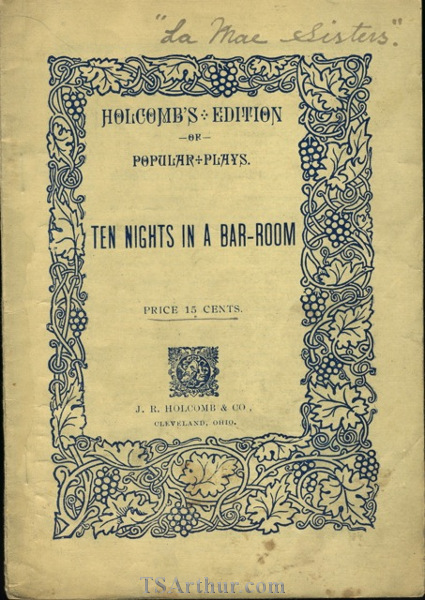 "La Mae Sisters".
HOLCOMB'S EDITION
—OF—
POPULAR PLAYS.
TEN NIGHTS IN A BAR-ROOM
PRICE 15 CENTS.
J. R. HOLCOMB & CO.,
CLEVELAND, OHIO.
TSArthur.com